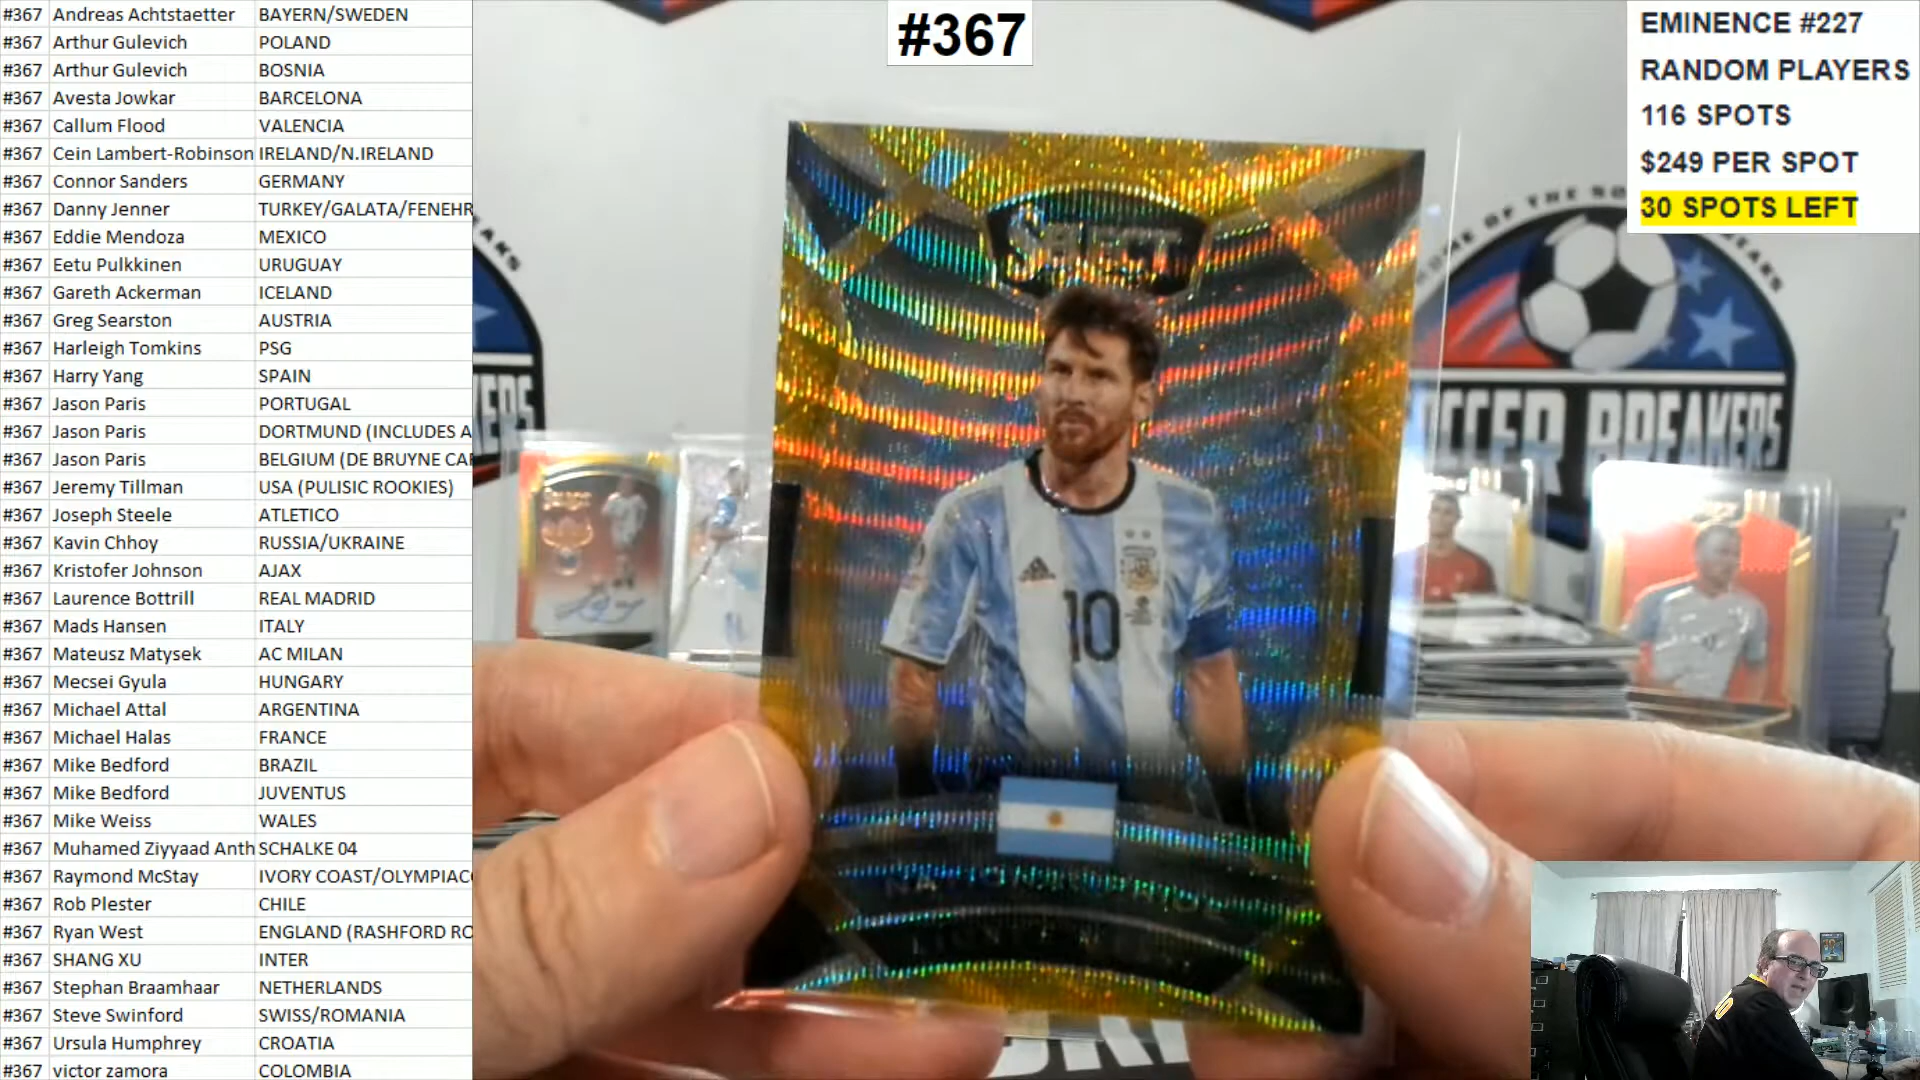 #367 Andreas Achtstaetter BAYERN/SWEDEN
#367 Arthur Gulevich POLAND
#367 Arthur Gulevich BOSNIA
#367 Avesta Jowkar BARCELONA
#367 Callum Flood VALENCIA
#367 Cein Lambert-Robinson IRELAND/N.IRELAND
#367 Connor Sanders GERMANY
#367 Danny Jenner TURKEY/GALATA/FENEHR
#367 Eddie Mendoza MEXICO
#367 Eetu Pulkkinen URUGUAY
#367 Gareth Ackerman ICELAND
#367 Greg Searston AUSTRIA
#367 Harleigh Tomkins PSG
#367 Harry Yang SPAIN
#367 Jason Paris PORTUGAL
#367 Jason Paris DORTMUND (INCLUDES A
#367 Jason Paris BELGIUM (DE BRUYNE CA
#367 Jeremy Tillman USA (PULISIC ROOKIES)
#367 Joseph Steele ATLETICO
#367 Kavin Chhoy RUSSIA/UKRAINE
#367 Kristofer Johnson AJAX
#367 Laurence Bottrill REAL MADRID
#367 Mads Hansen ITALY
#367 Mateusz Matysek AC MILAN
#367 Mecsei Gyula HUNGARY
#367 Michael Attal ARGENTINA
#367 Michael Halas FRANCE
#367 Mike Bedford BRAZIL
#367 Mike Bedford JUVENTUS
#367 Mike Weiss WALES
#367 Muhamed Ziyyaad Anth SCHALKE 04
#367 Raymond McStay IVORY COAST/OLYMPIAC
#367 Rob Plester CHILE
#367 Ryan West ENGLAND (RASHFORD RO
#367 SHANG XU INTER
#367 Stephan Braamhaar NETHERLANDS
#367 Steve Swinford SWISS/ROMANIA
#367 Ursula Humphrey CROATIA
#367 victor zamora COLOMBIA
#367
EMINENCE #227
RANDOM PLAYERS
116 SPOTS
$249 PER SPOT
30 SPOTS LEFT
SELECT
10
OF THE
SOCCER BREAKERS